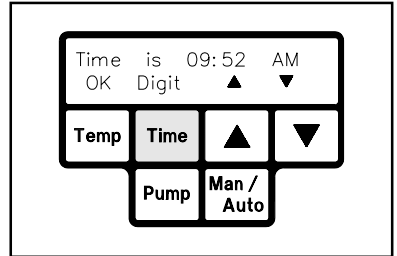 Time is 09:52 AM
OK Digit ▲ ▼
Temp Time ▲ ▼
Pump Man /
Auto